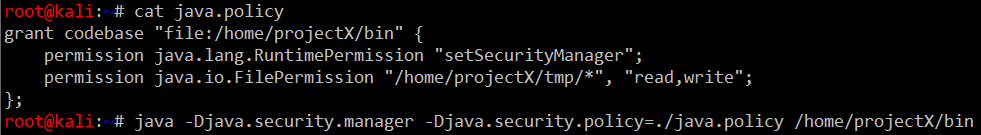 root@kali:~# cat java.policy
grant codebase "file:/home/projectX/bin" {
    permission java.lang.RuntimePermission "setSecurityManager";
    permission java.io.FilePermission "/home/projectX/tmp/*", "read,write";
};
root@kali:~# java -Djava.security.manager -Djava.security.policy=./java.policy /home/projectX/bin